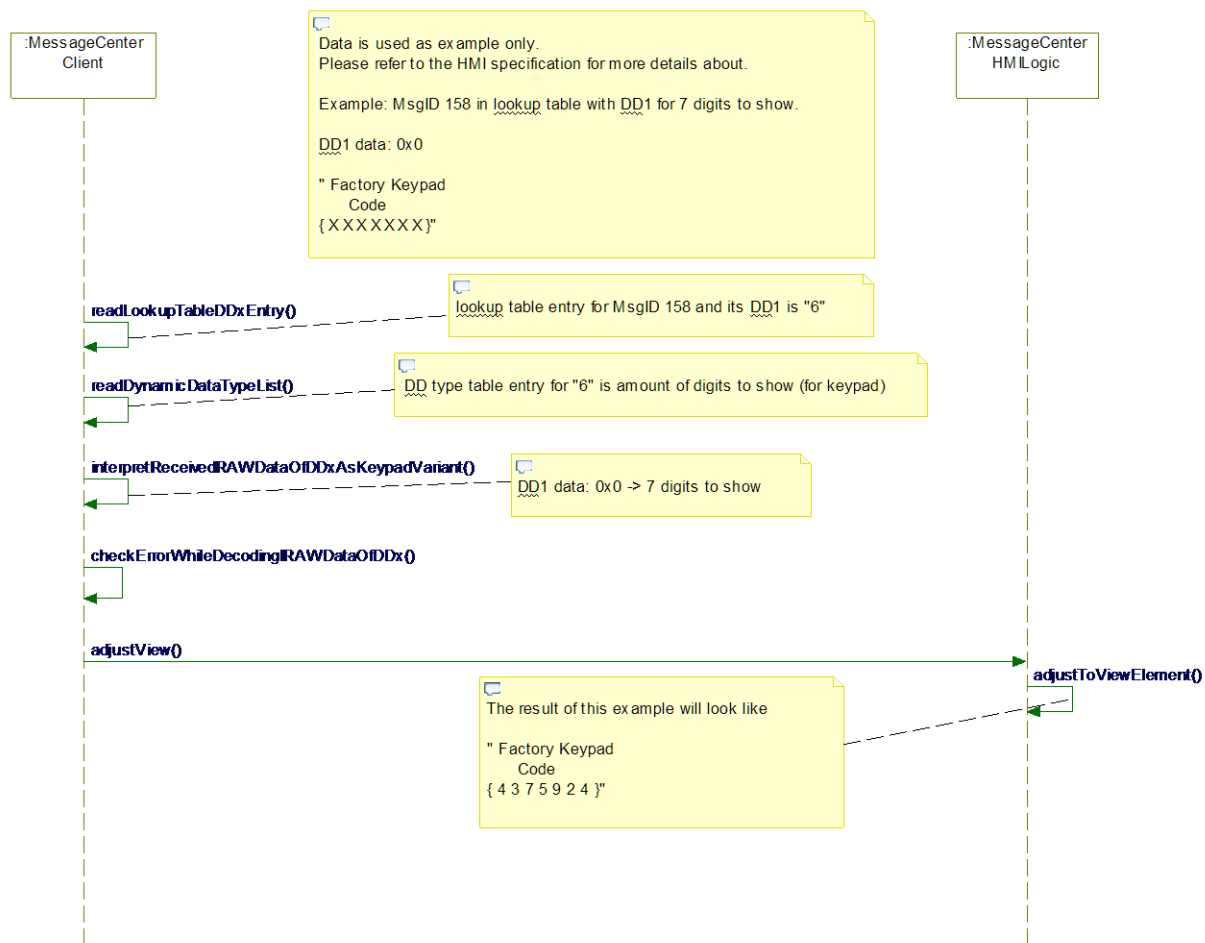 :MessageCenter
Client
Data is used as example only.
Please refer to the HMI specification for more details about.
Example: MsgID 158 in lookup table with DD1 for 7 digits to show.
DD1 data: 0x0
" Factory Keypad
Code
{ X X X X X X X }"
:MessageCenter
HMILogic
readLookupTableDDxEntry()
lookup table entry for MsgID 158 and its DD1 is "6"
readDynamicDataTypeList()
DD type table entry for "6" is amount of digits to show (for keypad)
interpretReceivedRAWDataOfDDxAsKeypadVariant()
DD1 data: 0x0 -> 7 digits to show
checkErrorWhileDecodingIRAWDataOfDDx()
adjustView()
adjustToViewElement()
The result of this example will look like
" Factory Keypad
Code
{ 4 3 7 5 9 2 4 }"